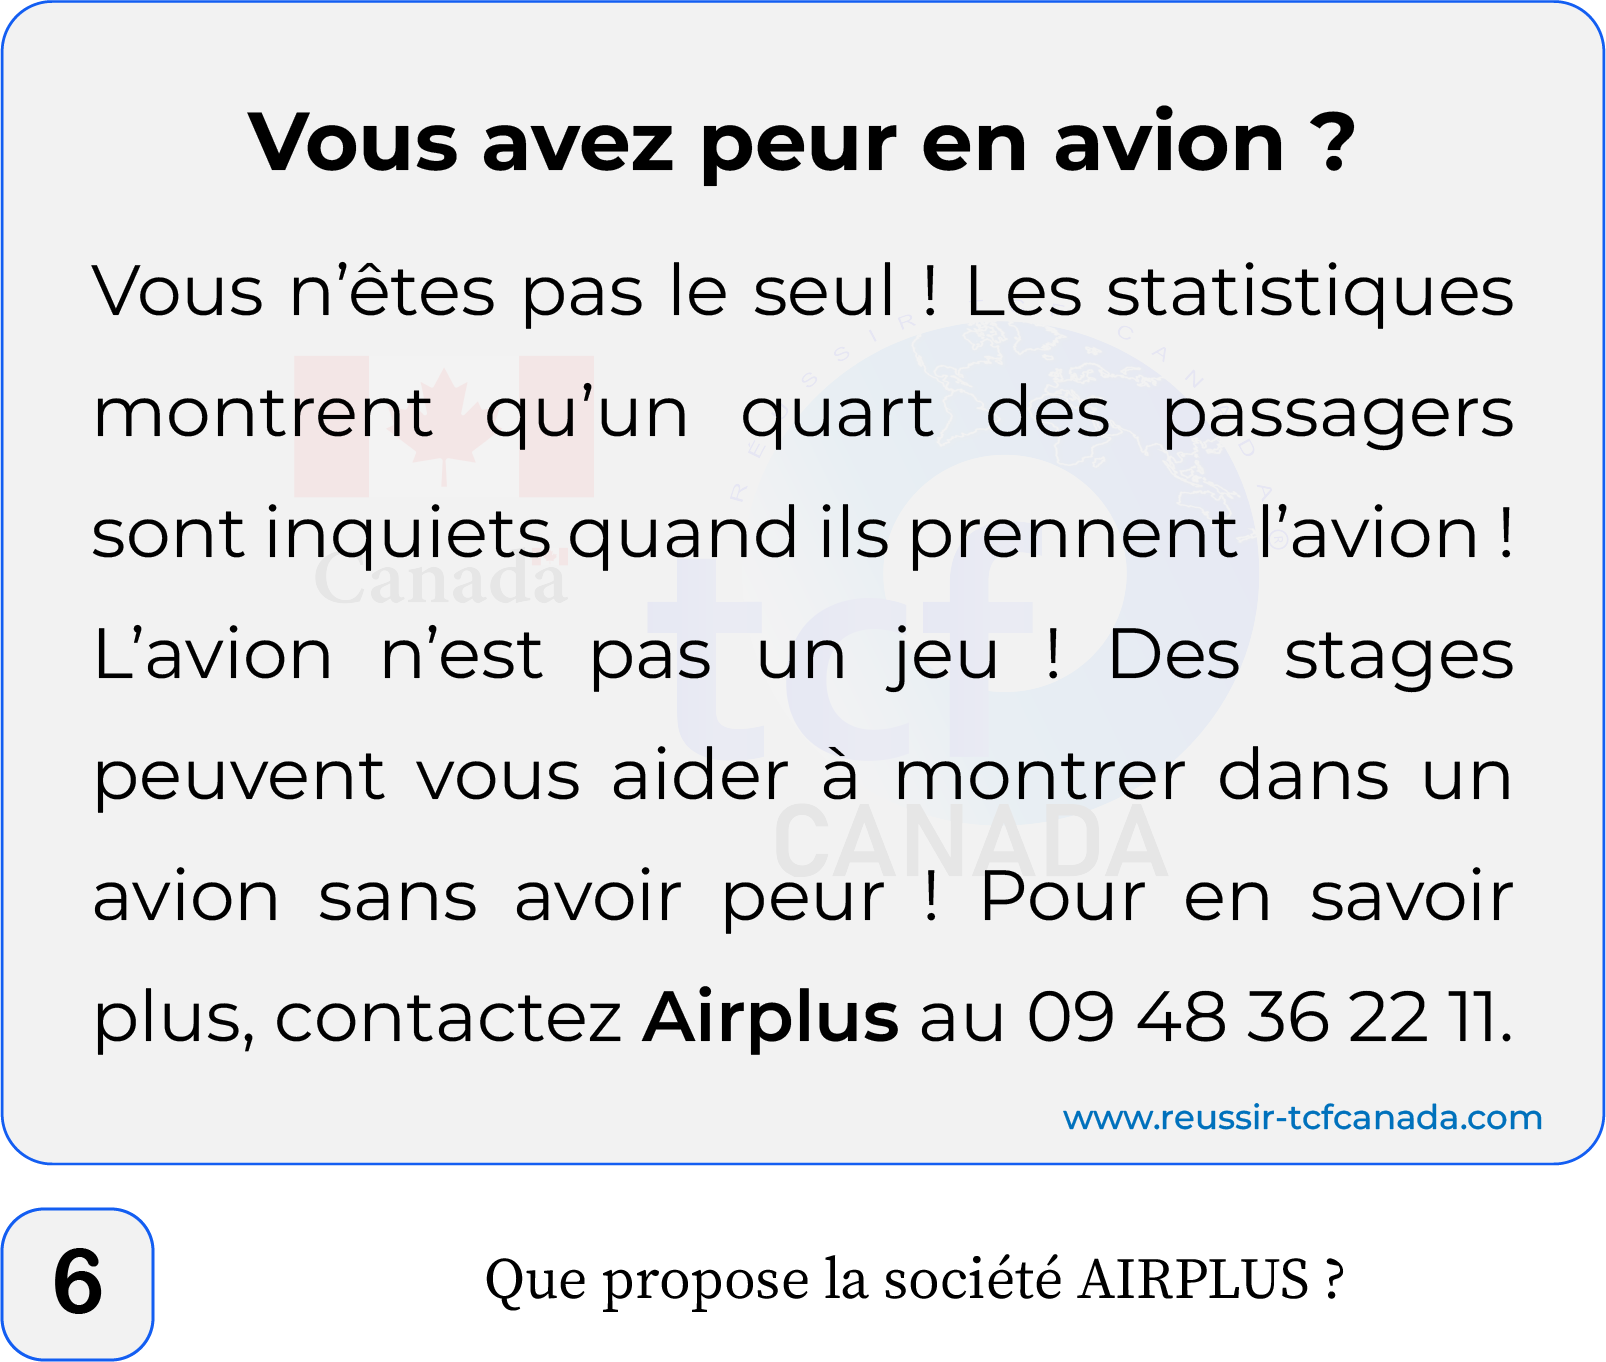 Vous avez peur en avion ?
Vous n’êtes pas le seul ! Les statistiques
montrent qu’un quart des passagers
sont inquiets quand ils prennent l’avion !
L’avion n’est pas un jeu ! Des stages
peuvent vous aider à montrer dans un
avion sans avoir peur ! Pour en savoir
plus, contactez Airplus au 09 48 36 22 11.
www.reussir-tcfcanada.com
Canada
REUSSIR CANADA®
tcf
CANADA
6
Que propose la société AIRPLUS ?